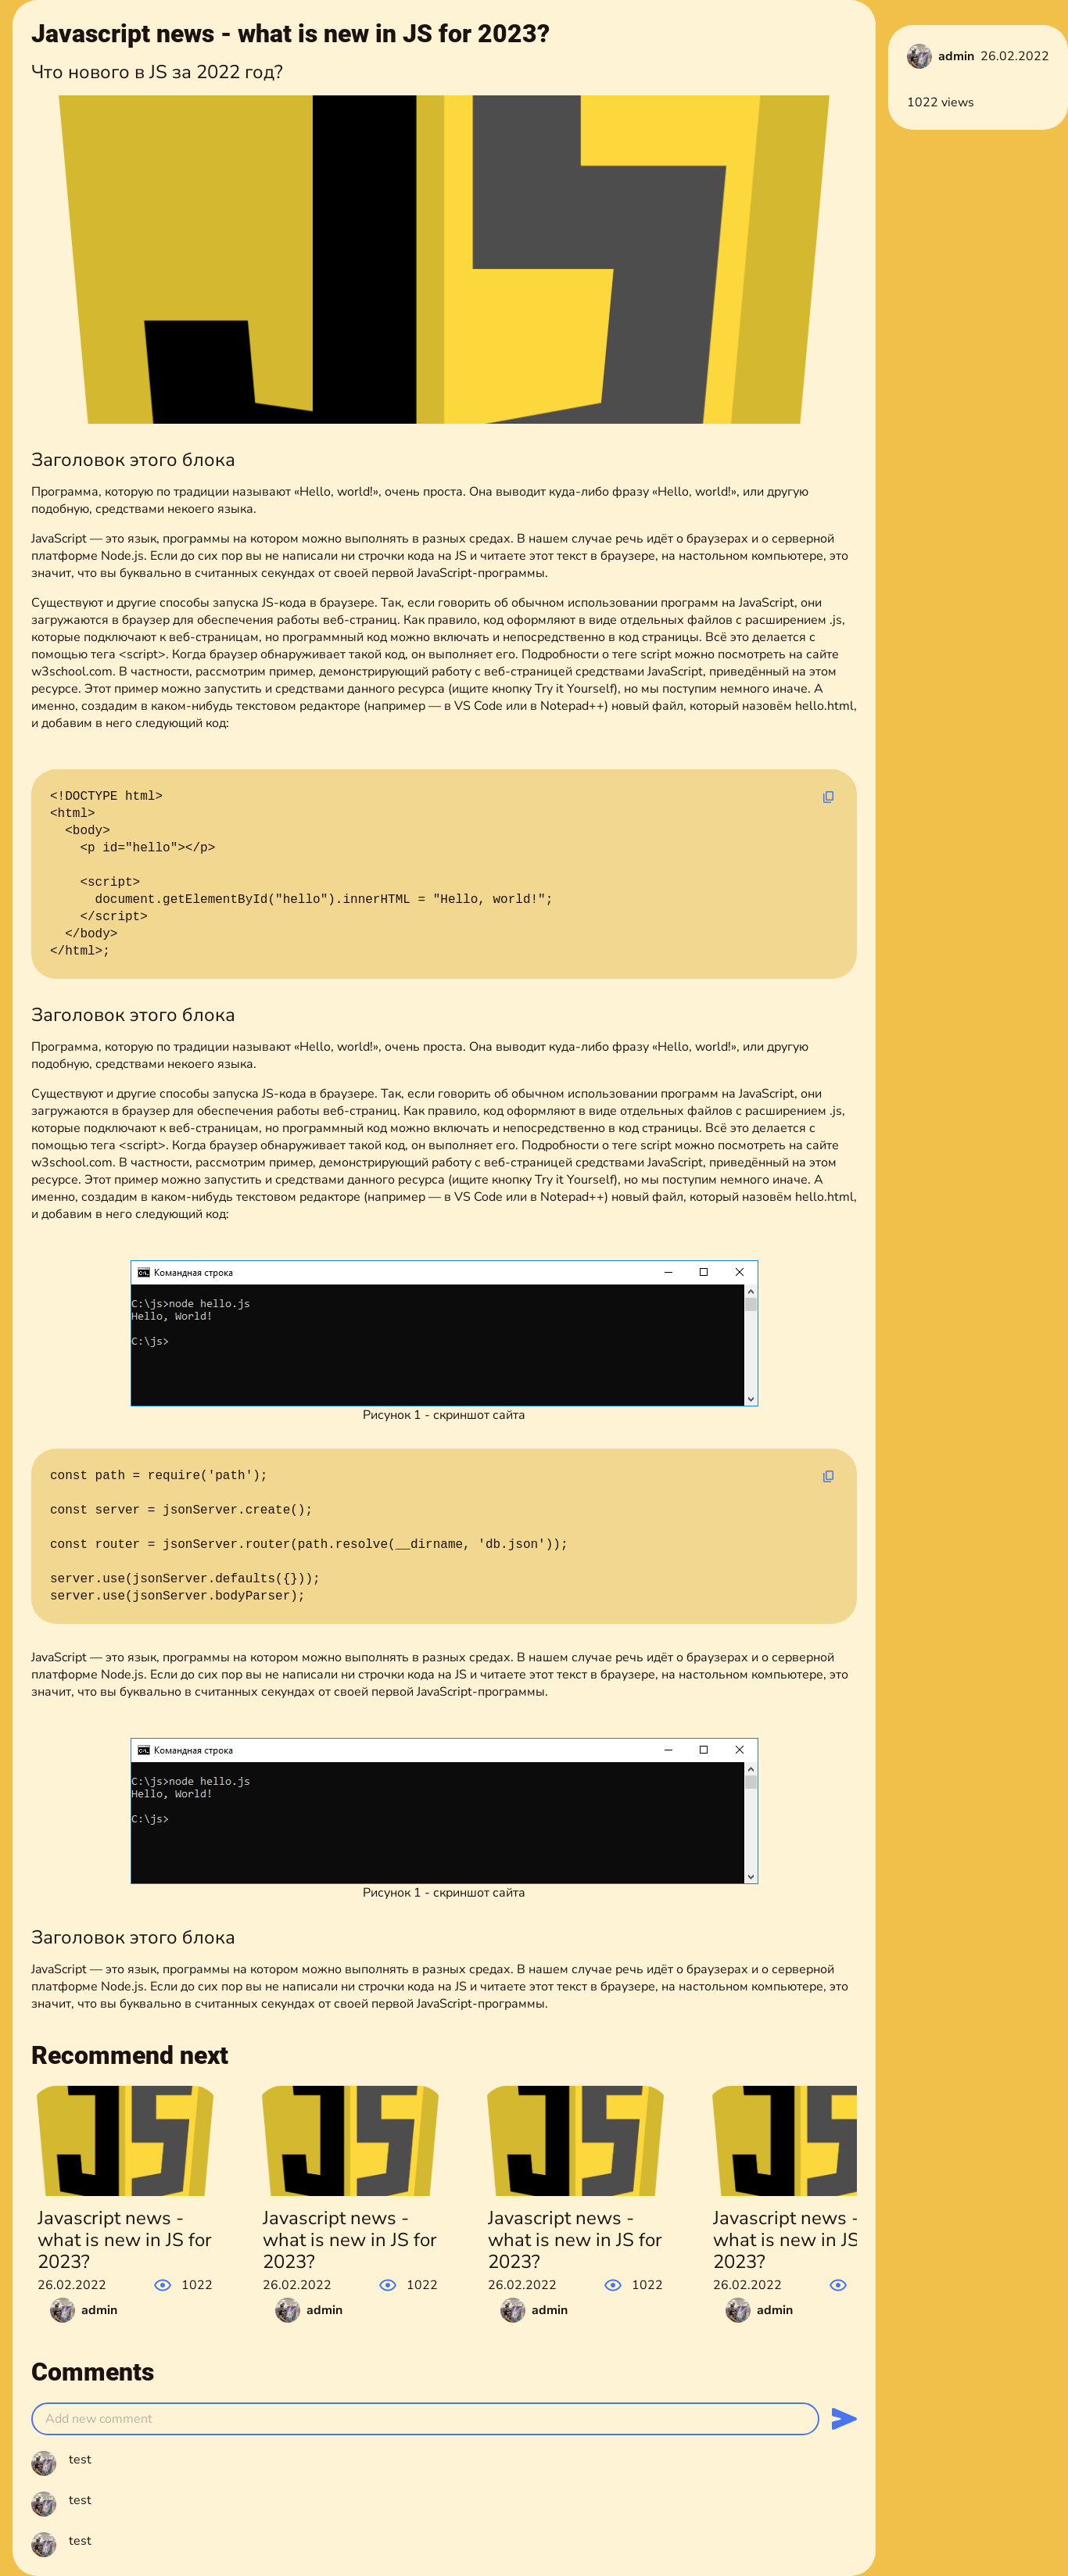 Javascript news - what is new in JS for 2023?
admin 26.02.2022
1022 views
Что нового в JS за 2022 год?
JS
Заголовок этого блока
Программа, которую по традиции называют «Hello, world!», очень проста. Она выводит куда-либо фразу «Hello, world!», или другую
подобную, средствами некоего языка.
JavaScript — это язык, программы на котором можно выполнять в разных средах. В нашем случае речь идёт о браузерах и о серверной
платформе Node.js. Если до сих пор вы не написали ни строчки кода на JS и читаете этот текст в браузере, на настольном компьютере, это
значит, что вы буквально в считанных секундах от своей первой JavaScript-программы.
Существуют и другие способы запуска JS-кода в браузере. Так, если говорить об обычном использовании программ на JavaScript, они
загружаются в браузер для обеспечения работы веб-страниц. Как правило, код оформляют в виде отдельных файлов с расширением .js,
которые подключают к веб-страницам, но программный код можно включать и непосредственно в код страницы. Всё это делается с
помощью тега <script>. Когда браузер обнаруживает такой код, он выполняет его. Подробности о теге script можно посмотреть на сайте
w3school.com. В частности, рассмотрим пример, демонстрирующий работу с веб-страницей средствами JavaScript, приведённый на этом
ресурсе. Этот пример можно запустить и средствами данного ресурса (ищите кнопку Try it Yourself), но мы поступим немного иначе. А
именно, создадим в каком-нибудь текстовом редакторе (например — в VS Code или в Notepad++) новый файл, который назовём hello.html,
и добавим в него следующий код:
<!DOCTYPE html>
<html>
  <body>
    <p id="hello"></p>

    <script>
      document.getElementById("hello").innerHTML = "Hello, world!";
    </script>
  </body>
</html>;
Заголовок этого блока
Программа, которую по традиции называют «Hello, world!», очень проста. Она выводит куда-либо фразу «Hello, world!», или другую
подобную, средствами некоего языка.
Существуют и другие способы запуска JS-кода в браузере. Так, если говорить об обычном использовании программ на JavaScript, они
загружаются в браузер для обеспечения работы веб-страниц. Как правило, код оформляют в виде отдельных файлов с расширением .js,
которые подключают к веб-страницам, но программный код можно включать и непосредственно в код страницы. Всё это делается с
помощью тега <script>. Когда браузер обнаруживает такой код, он выполняет его. Подробности о теге script можно посмотреть на сайте
w3school.com. В частности, рассмотрим пример, демонстрирующий работу с веб-страницей средствами JavaScript, приведённый на этом
ресурсе. Этот пример можно запустить и средствами данного ресурса (ищите кнопку Try it Yourself), но мы поступим немного иначе. А
именно, создадим в каком-нибудь текстовом редакторе (например — в VS Code или в Notepad++) новый файл, который назовём hello.html,
и добавим в него следующий код:
Командная строка
C:\js>node hello.js
Hello, World!
C:\js>
Рисунок 1 - скриншот сайта
const path = require('path');

const server = jsonServer.create();

const router = jsonServer.router(path.resolve(__dirname, 'db.json'));

server.use(jsonServer.defaults({}));
server.use(jsonServer.bodyParser);
JavaScript — это язык, программы на котором можно выполнять в разных средах. В нашем случае речь идёт о браузерах и о серверной
платформе Node.js. Если до сих пор вы не написали ни строчки кода на JS и читаете этот текст в браузере, на настольном компьютере, это
значит, что вы буквально в считанных секундах от своей первой JavaScript-программы.
Командная строка
C:\js>node hello.js
Hello, World!
C:\js>
Рисунок 1 - скриншот сайта
Заголовок этого блока
JavaScript — это язык, программы на котором можно выполнять в разных средах. В нашем случае речь идёт о браузерах и о серверной
платформе Node.js. Если до сих пор вы не написали ни строчки кода на JS и читаете этот текст в браузере, на настольном компьютере, это
значит, что вы буквально в считанных секундах от своей первой JavaScript-программы.
Recommend next
JS
Javascript news -
what is new in JS for
2023?
26.02.2022 1022
admin
JS
Javascript news -
what is new in JS for
2023?
26.02.2022 1022
admin
JS
Javascript news -
what is new in JS for
2023?
26.02.2022 1022
admin
JS
Javascript news -
what is new in JS
2023?
26.02.2022
admin
Comments
Add new comment
test
test
test